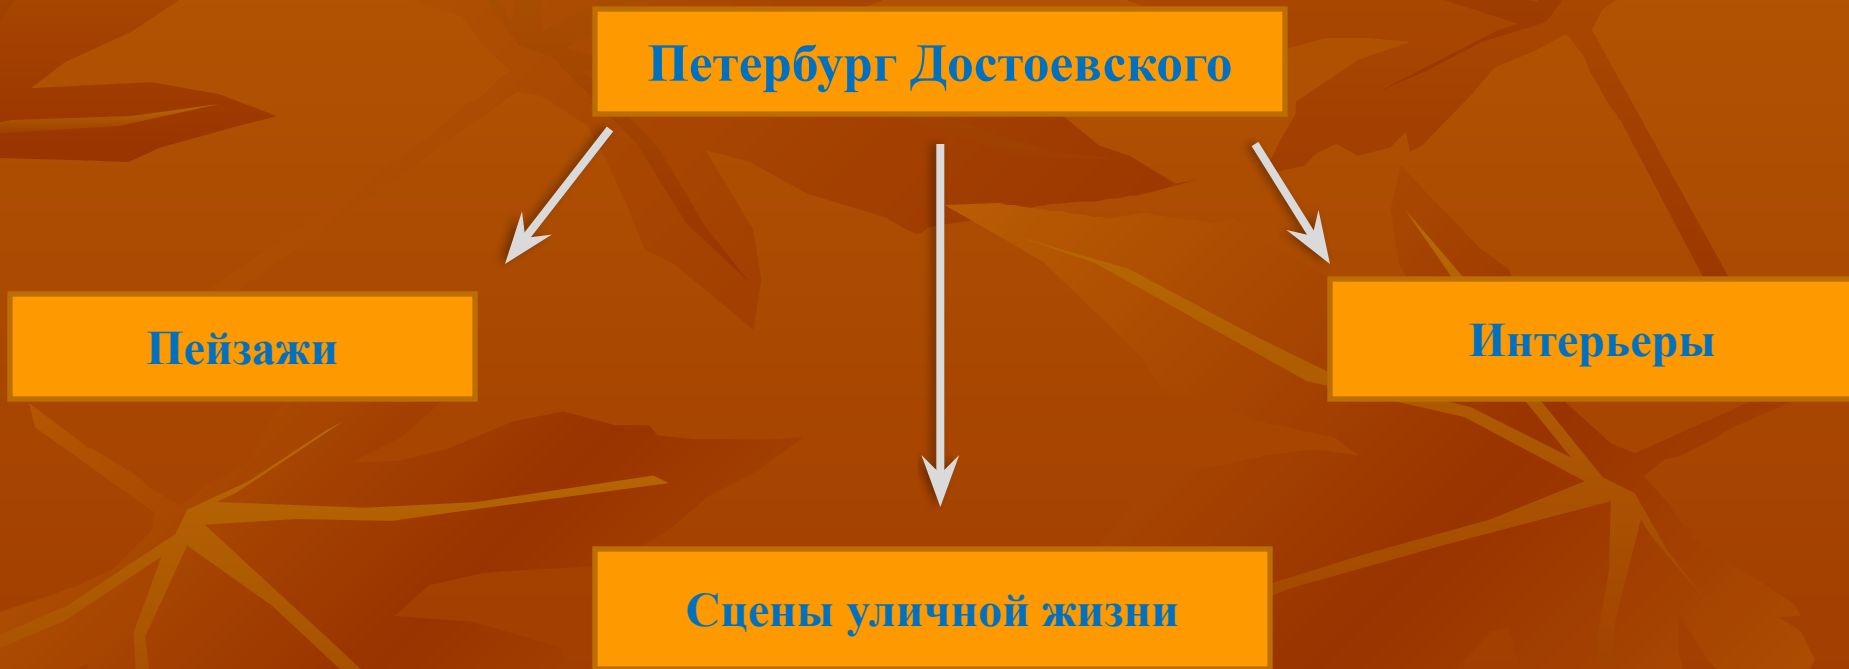 Петербург Достоевского
Пейзажи
Интерьеры
Сцены уличной жизни